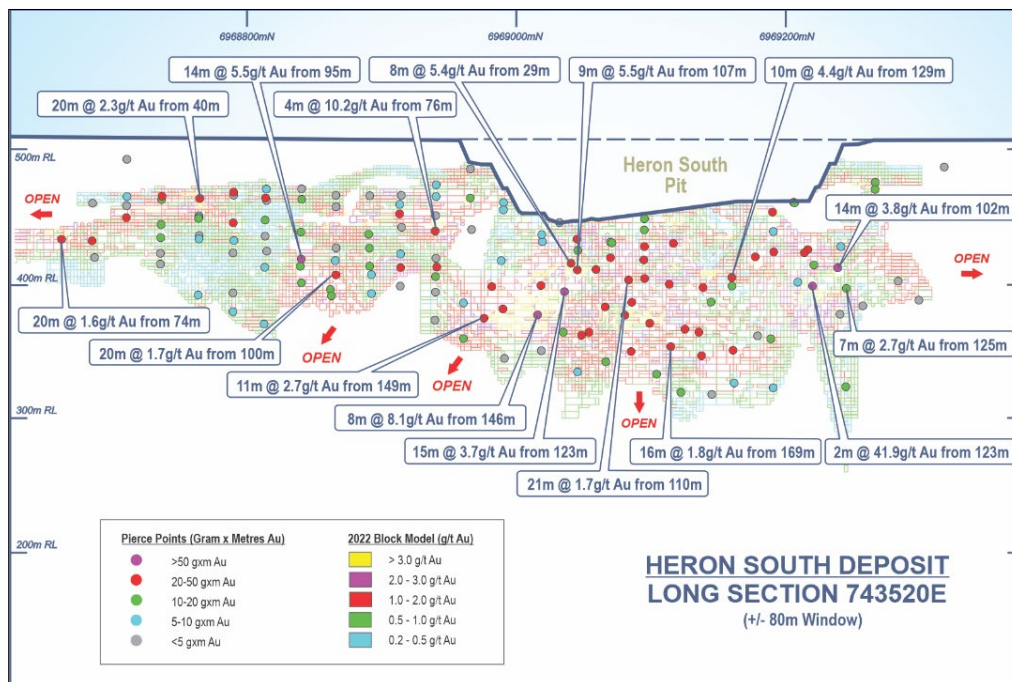 6968800mN
6969000mN
6969200mN
14m @ 5.5g/t Au from 95m
8m @ 5.4g/t Au from 29m
9m @ 5.5g/t Au from 107m
10m @ 4.4g/t Au from 129m
20m @ 2.3g/t Au from 40m
4m @ 10.2g/t Au from 76m
500m RL
Heron South
Pit
OPEN
14m @ 3.8g/t Au from 102m
OPEN
400m RL
20m @ 1.6g/t Au from 74m
20m @ 1.7g/t Au from 100m
OPEN
7m @ 2.7g/t Au from 125m
11m @ 2.7g/t Au from 149m
OPEN
300m RL
8m @ 8.1g/t Au from 146m
OPEN
15m @ 3.7g/t Au from 123m
16m @ 1.8g/t Au from 169m
2m @ 41.9g/t Au from 123m
21m @ 1.7g/t Au from 110m
200m RL
Pierce Points (Gram x Metres Au)
>50 gxm Au
20-50 gxm Au
10-20 gxm Au
5-10 gxm Au
<5 gxm Au
2022 Block Model (g/t Au)
> 3.0 g/t Au
2.0 - 3.0 g/t Au
1.0 - 2.0 g/t Au
0.5 - 1.0 g/t Au
0.2 - 0.5 g/t Au
HERON SOUTH DEPOSIT
LONG SECTION 743520E
(+/- 80m Window)